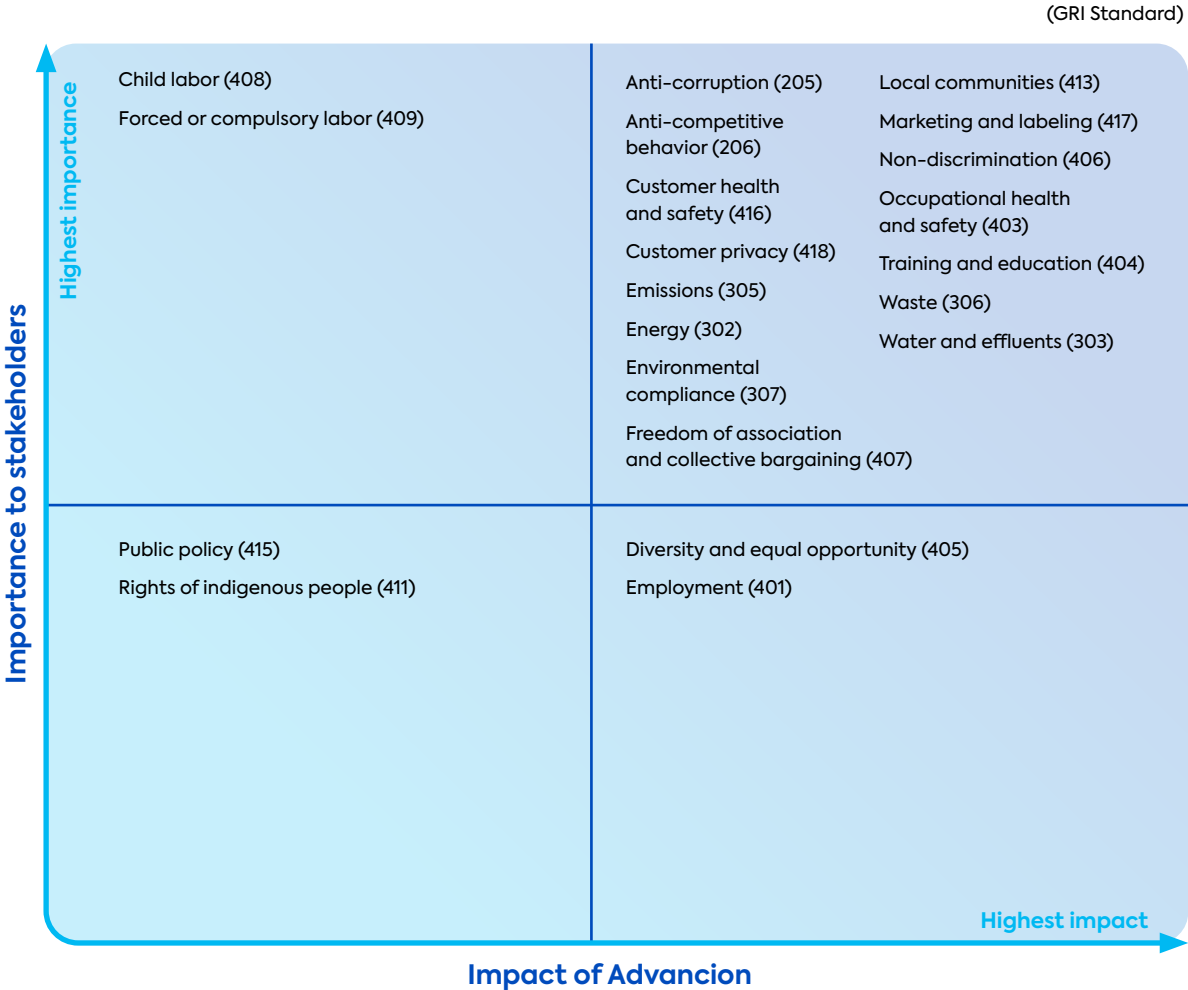 (GRI Standard)
Importance to stakeholders
Highest importance
Child labor (408)
Forced or compulsory labor (409)
Anti-corruption (205)
Anti-competitive
behavior (206)
Customer health
and safety (416)
Customer privacy (418)
Emissions (305)
Energy (302)
Environmental
compliance (307)
Freedom of association
and collective bargaining (407)
Local communities (413)
Marketing and labeling (417)
Non-discrimination (406)
Occupational health
and safety (403)
Training and education (404)
Waste (306)
Water and effluents (303)
Public policy (415)
Rights of indigenous people (411)
Diversity and equal opportunity (405)
Employment (401)
Highest impact
Impact of Advancion